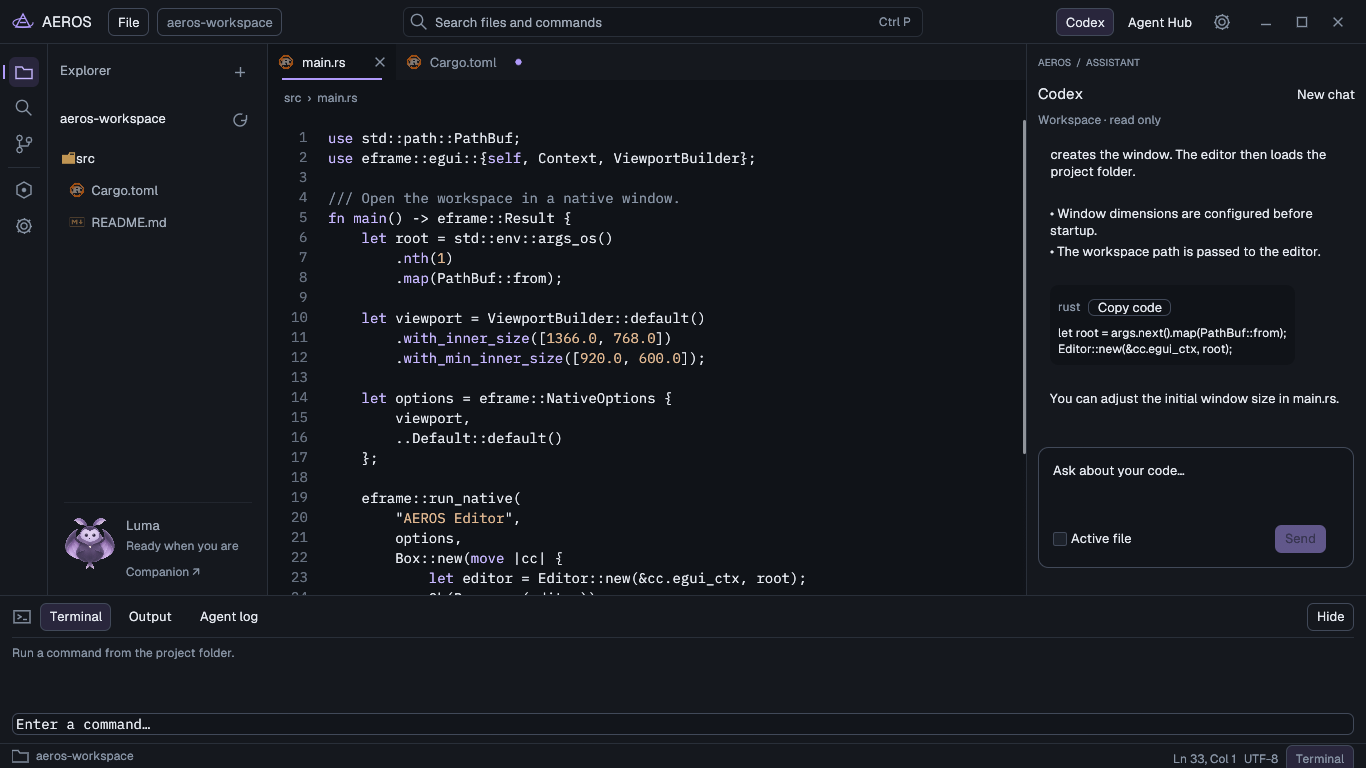 AEROS File aeros-workspace Search files and commands Ctrl P Codex Agent Hub
Explorer
aeros-workspace
src
Cargo.toml
README.md
Luma
Ready when you are
Companion ↗
main.rs Cargo.toml
src › main.rs
1 use std::path::PathBuf;
2 use eframe::egui::{self, Context, ViewportBuilder};
3
4 /// Open the workspace in a native window.
5 fn main() -> eframe::Result {
6     let root = std::env::args_os()
7         .nth(1)
8         .map(PathBuf::from);
9
10     let viewport = ViewportBuilder::default()
11         .with_inner_size([1366.0, 768.0])
12         .with_min_inner_size([920.0, 600.0]);
13
14     let options = eframe::NativeOptions {
15         viewport,
16         ..Default::default()
17     };
18
19     eframe::run_native(
20         "AEROS Editor",
21         options,
22         Box::new(move |cc| {
23             let editor = Editor::new(&cc.egui_ctx, root);
AEROS / ASSISTANT
Codex New chat
Workspace · read only
creates the window. The editor then loads the
project folder.
• Window dimensions are configured before
startup.
• The workspace path is passed to the editor.
rust Copy code
let root = args.next().map(PathBuf::from);
Editor::new(&cc.egui_ctx, root);
You can adjust the initial window size in main.rs.
Ask about your code…
Active file Send
Terminal Output Agent log Hide
Run a command from the project folder.
Enter a command…
aeros-workspace Ln 33, Col 1 UTF-8 Terminal